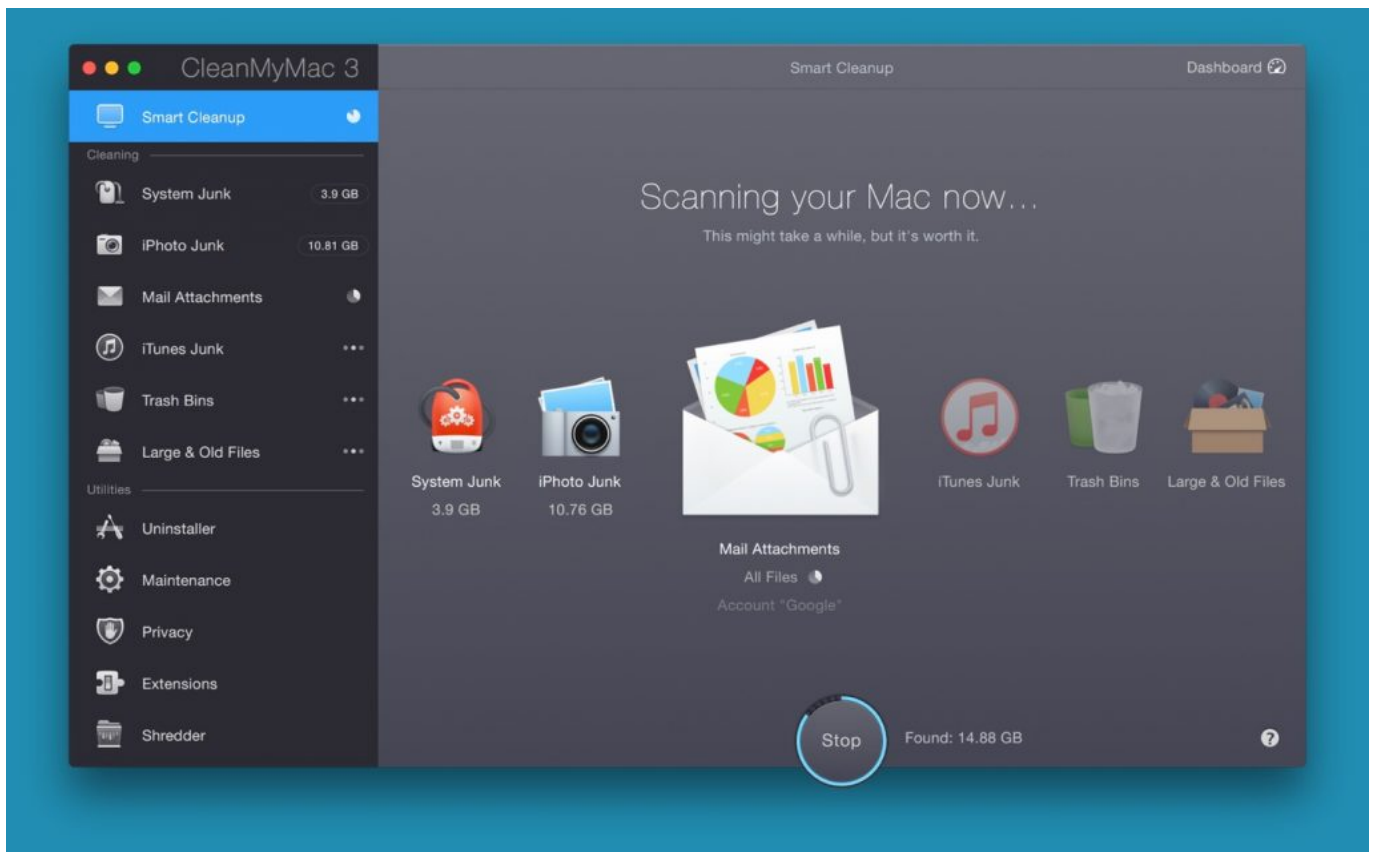 CleanMyMac 3
Smart Cleanup
Dashboard
Smart Cleanup
Cleaning
System Junk 3.9 GB
iPhoto Junk 10.81 GB
Mail Attachments
iTunes Junk
Trash Bins
Large & Old Files
Utilities
Uninstaller
Maintenance
Privacy
Extensions
Shredder
Scanning your Mac now...
This might take a while, but it's worth it.
System Junk
3.9 GB
iPhoto Junk
10.76 GB
Mail Attachments
All Files
Account "Google"
iTunes Junk
Trash Bins
Large & Old Files
Stop
Found: 14.88 GB
?